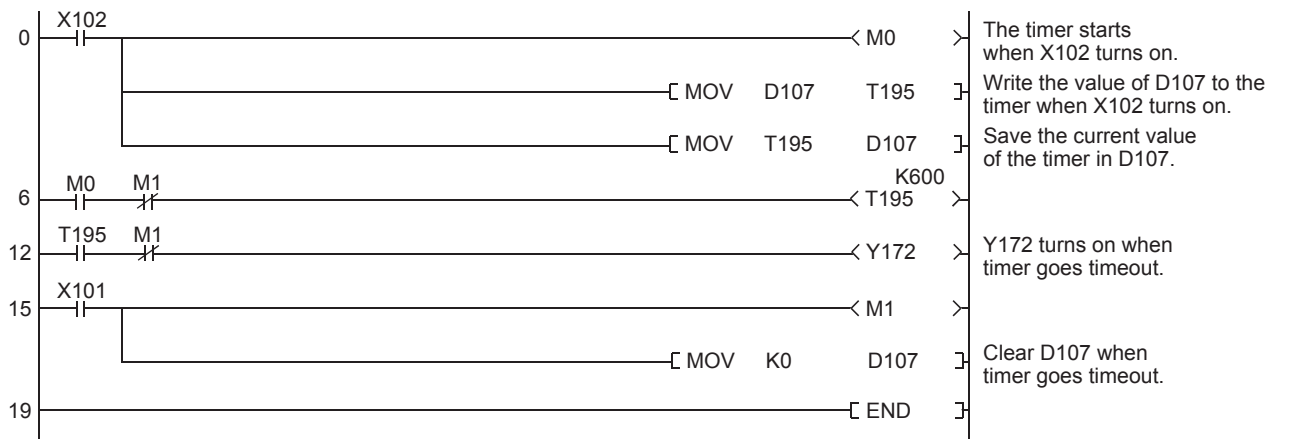 X102
0 M0 The timer starts
when X102 turns on.
MOV D107 T195 Write the value of D107 to the
timer when X102 turns on.
MOV T195 D107 Save the current value
of the timer in D107.
K600
6 M0 M1 T195
12 T195 M1 Y172 Y172 turns on when
timer goes timeout.
X101
15 M1
MOV K0 D107 Clear D107 when
timer goes timeout.
19 END